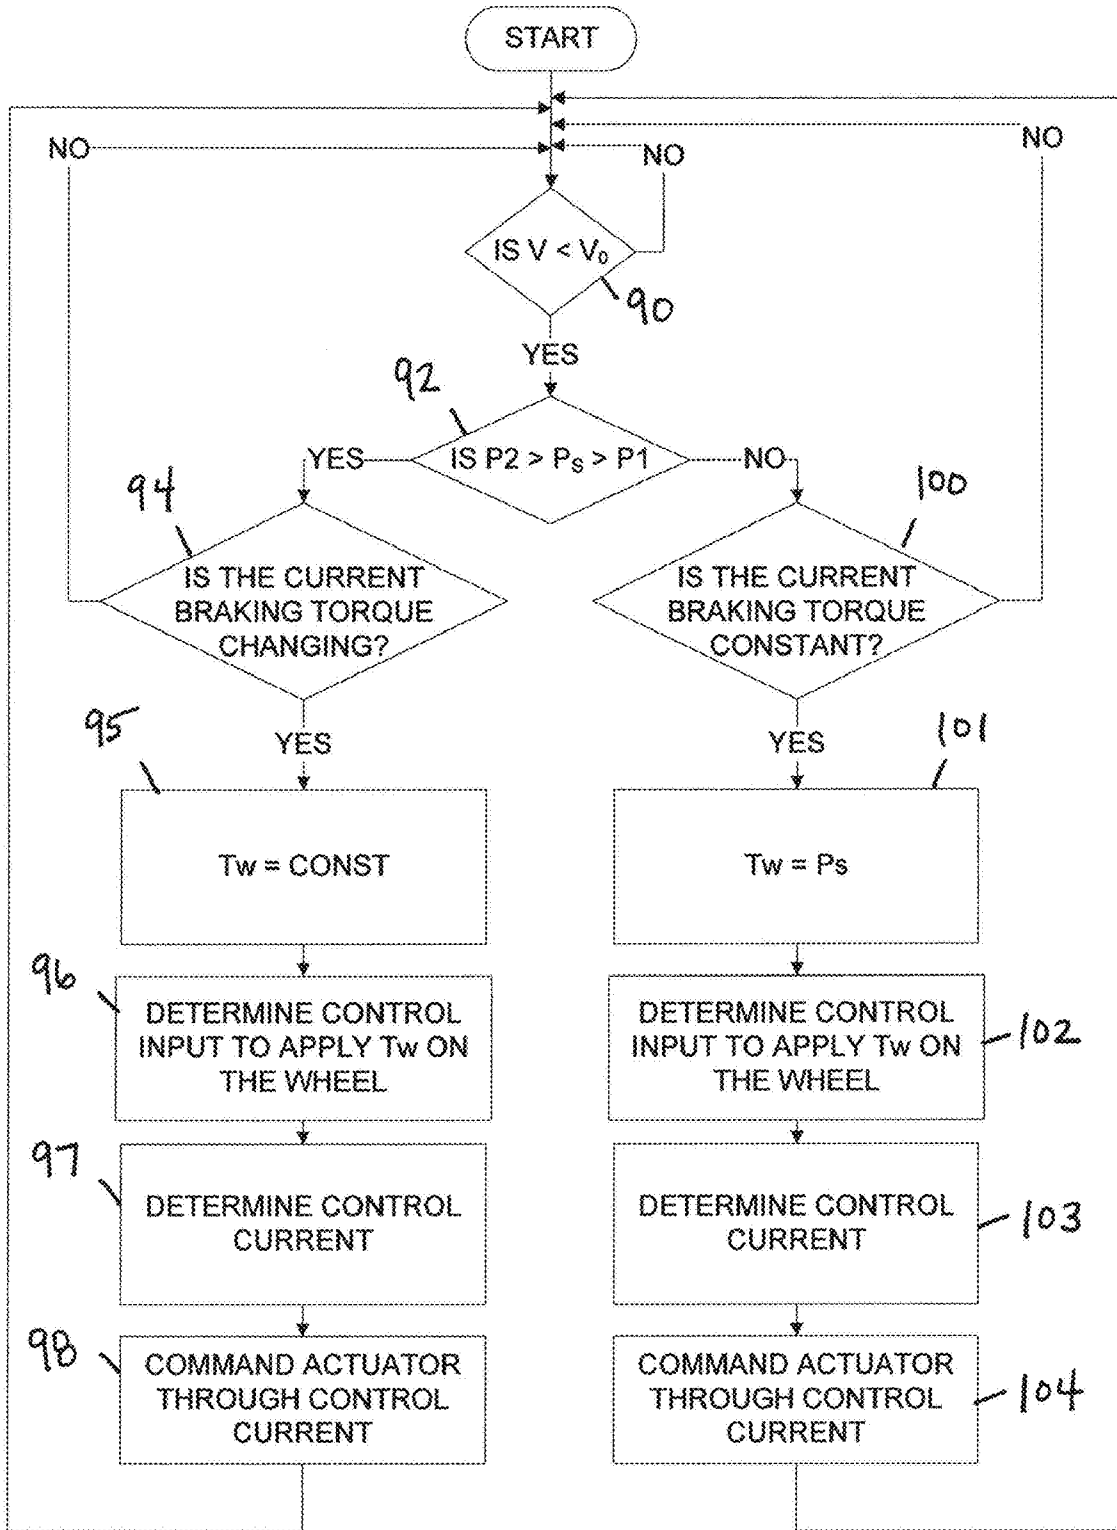 START
NO
NO
NO
IS V < V₀
90
YES
92
IS P2 > Pₛ > P1
YES
NO
94
100
IS THE CURRENT
BRAKING TORQUE
CHANGING?
IS THE CURRENT
BRAKING TORQUE
CONSTANT?
95
YES
YES
101
Tw = CONST
Tw = Ps
96
DETERMINE CONTROL
INPUT TO APPLY Tw ON
THE WHEEL
DETERMINE CONTROL
INPUT TO APPLY Tw ON
THE WHEEL
102
97
DETERMINE CONTROL
CURRENT
DETERMINE CONTROL
CURRENT
103
98
COMMAND ACTUATOR
THROUGH CONTROL
CURRENT
COMMAND ACTUATOR
THROUGH CONTROL
CURRENT
104